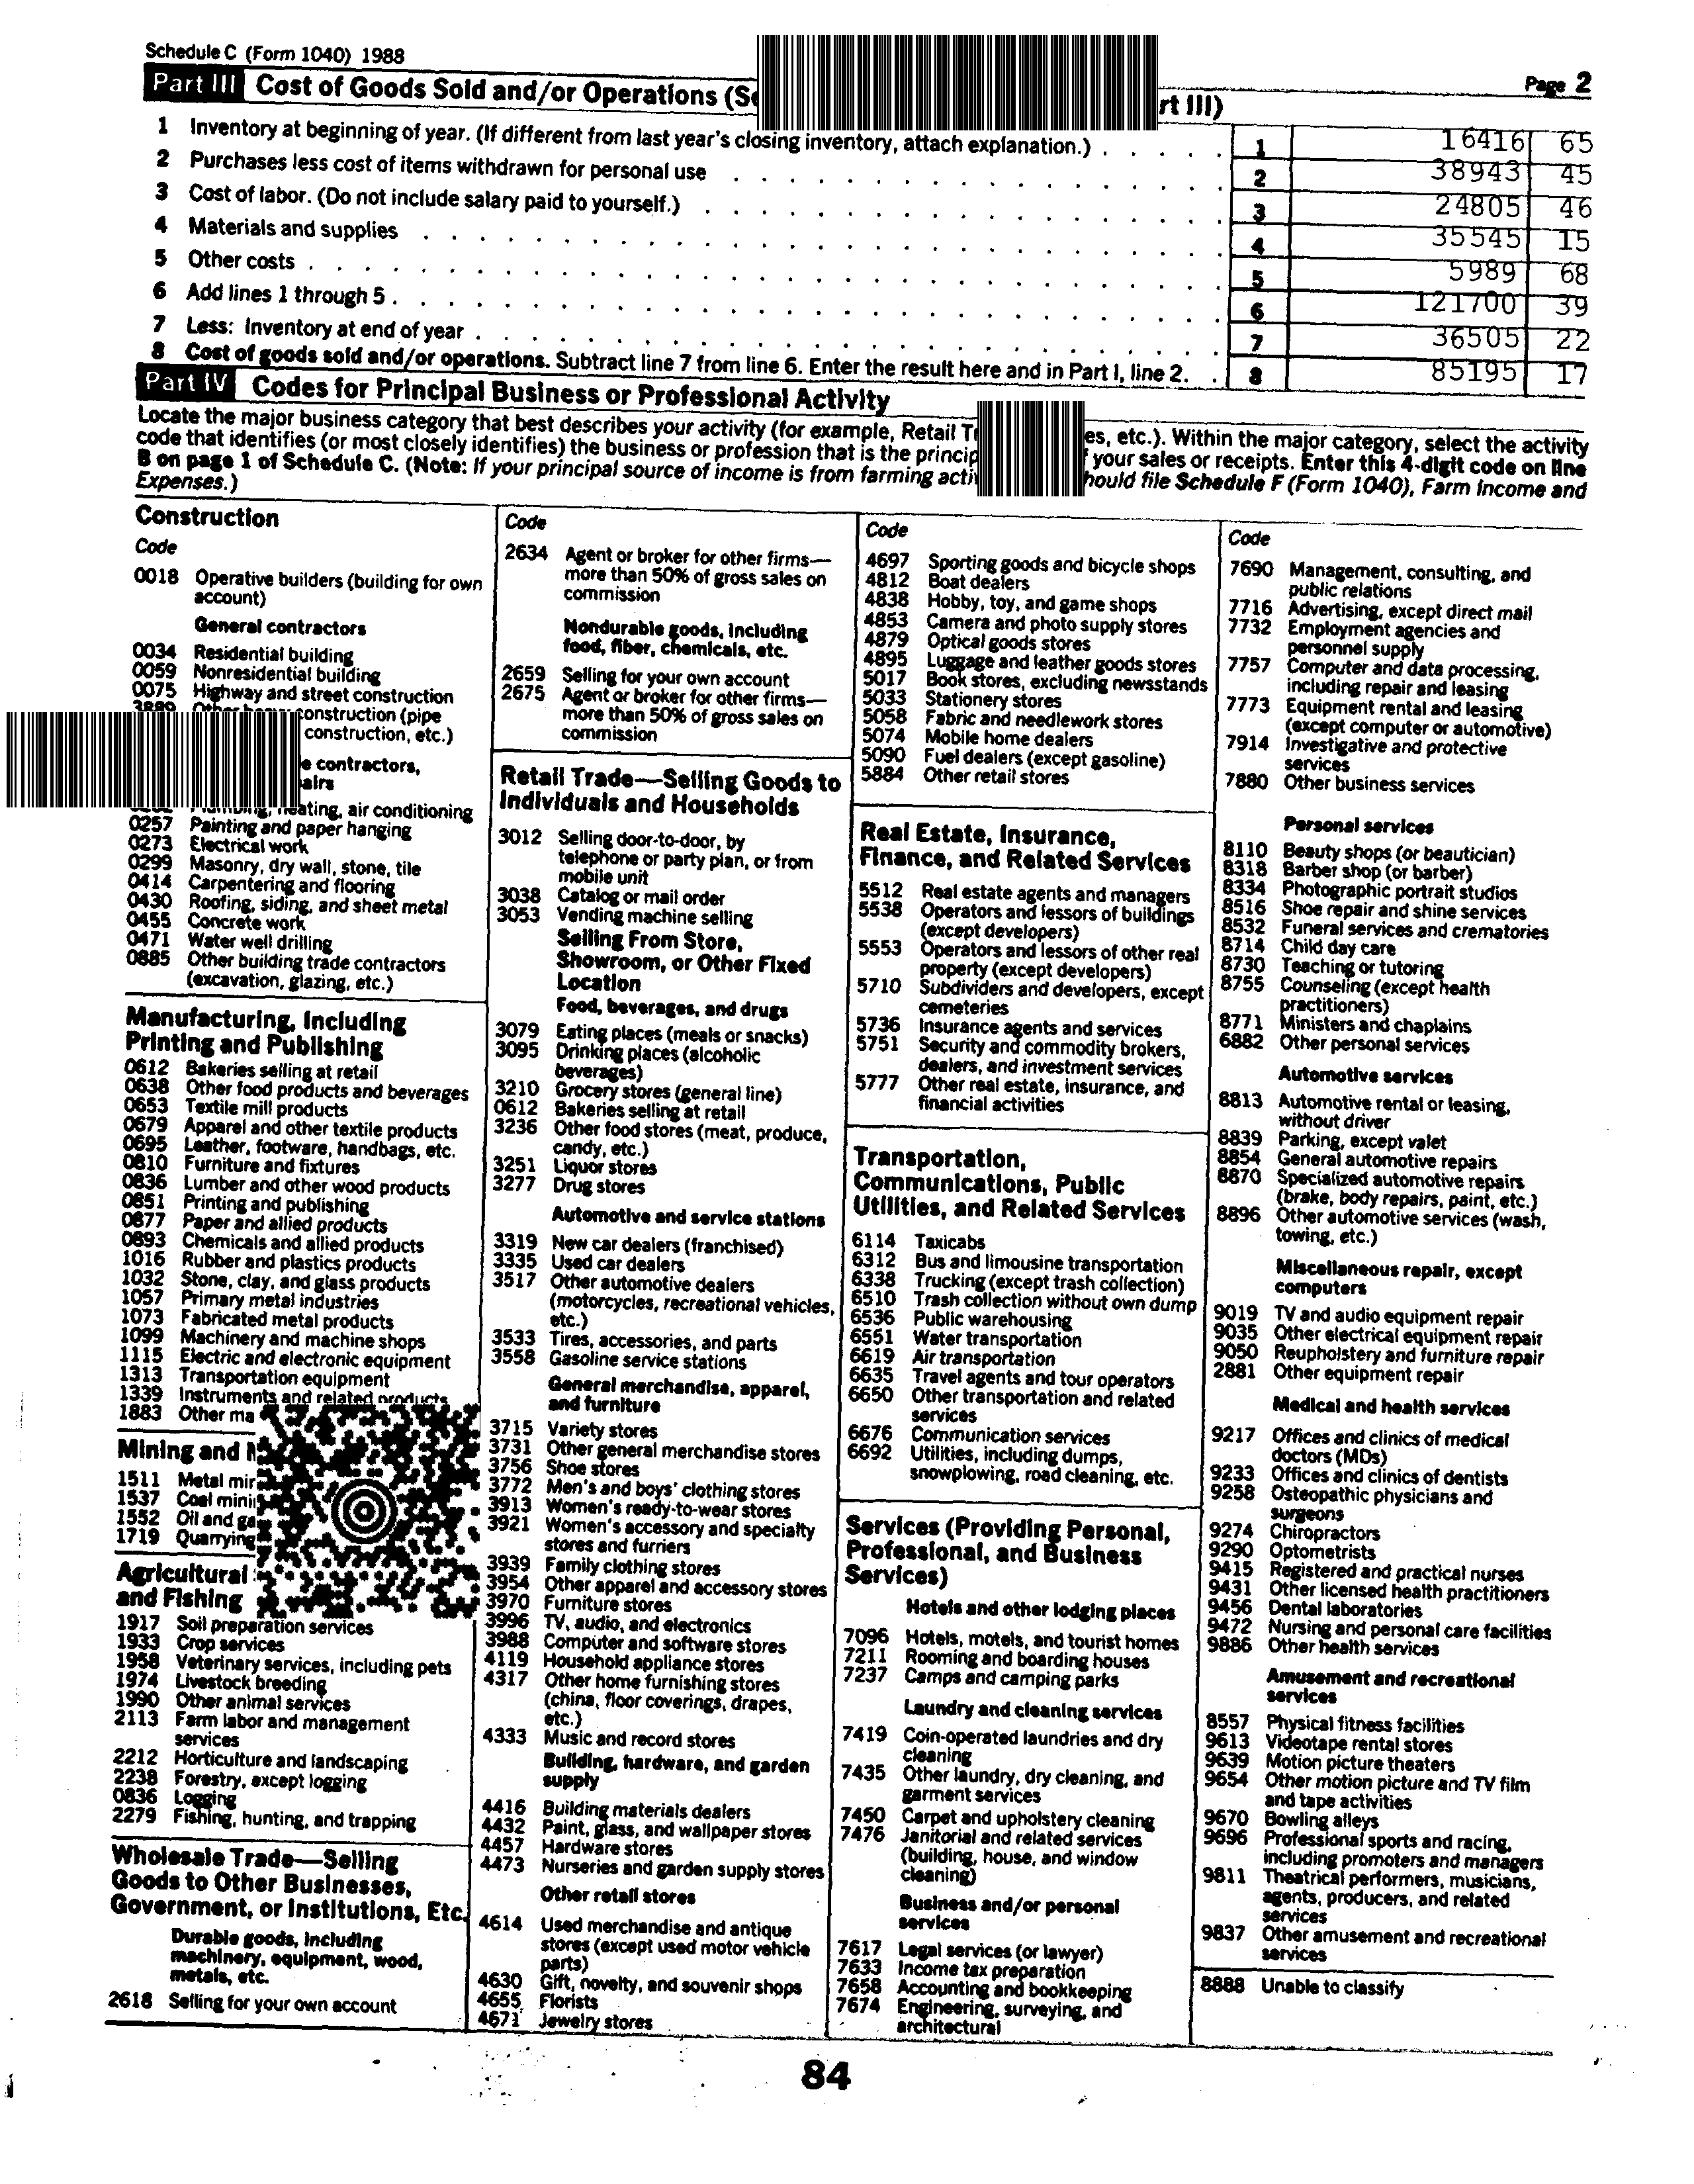 Schedule C (Form 1040) 1988
Page 2
Part III Cost of Goods Sold and/or Operations
rt III)
1 Inventory at beginning of year. (If different from last year's closing inventory, attach explanation.) 1 16416 65
2 Purchases less cost of items withdrawn for personal use 2 38943 45
3 Cost of labor. (Do not include salary paid to yourself.) 3 24805 46
4 Materials and supplies 4 35545 15
5 Other costs 5 5989 68
6 Add lines 1 through 5 6 121700 39
7 Less: Inventory at end of year 7 36505 22
8 Cost of goods sold and/or operations. Subtract line 7 from line 6. Enter the result here and in Part I, line 2. 8 85195 17
Part IV Codes for Principal Business or Professional Activity
Locate the major business category that best describes your activity (for example, Retail es, etc.). Within the major category, select the activity
code that identifies (or most closely identifies) the business or profession that is the princip your sales or receipts. Enter this 4-digit code on line
B on page 1 of Schedule C. (Note: If your principal source of income is from farming acti hould file Schedule F (Form 1040), Farm Income and
Expenses.)
Construction
Code
0018 Operative builders (building for own
account)
General contractors
0034 Residential building
0059 Nonresidential building
0075 Highway and street construction
3889 Other heavy construction (pipe
construction, etc.)
e contractors,
airs
Plumbing, heating, air conditioning
0257 Painting and paper hanging
0273 Electrical work
0299 Masonry, dry wall, stone, tile
0414 Carpentering and flooring
0430 Roofing, siding, and sheet metal
0455 Concrete work
0471 Water well drilling
0885 Other building trade contractors
(excavation, glazing, etc.)
Manufacturing, Including
Printing and Publishing
0612 Bakeries selling at retail
0638 Other food products and beverages
0653 Textile mill products
0679 Apparel and other textile products
0695 Leather, footware, handbags, etc.
0810 Furniture and fixtures
0836 Lumber and other wood products
0851 Printing and publishing
0877 Paper and allied products
0893 Chemicals and allied products
1016 Rubber and plastics products
1032 Stone, clay, and glass products
1057 Primary metal industries
1073 Fabricated metal products
1099 Machinery and machine shops
1115 Electric and electronic equipment
1313 Transportation equipment
1339 Instruments and related products
1883 Other ma
Mining and
1511 Metal
1537 Coal
1552 Oil and
1719 Quarrying
Agricultural
and Fishing
1917 Soil preparation services
1933 Crop services
1958 Veterinary services, including pets
1974 Livestock breeding
1990 Other animal services
2113 Farm labor and management
services
2212 Horticulture and landscaping
2238 Forestry, except logging
0836 Logging
2279 Fishing, hunting, and trapping
Wholesale Trade—Selling
Goods to Other Businesses,
Government, or Institutions, Etc.
Durable goods, including
machinery, equipment, wood,
metals, etc.
2618 Selling for your own account
Code
2634 Agent or broker for other firms—
more than 50% of gross sales on
commission
Nondurable goods, including
food, fiber, chemicals, etc.
2659 Selling for your own account
2675 Agent or broker for other firms—
more than 50% of gross sales on
commission
Retail Trade—Selling Goods to
Individuals and Households
3012 Selling door-to-door, by
telephone or party plan, or from
mobile unit
3038 Catalog or mail order
3053 Vending machine selling
Selling From Store,
Showroom, or Other Fixed
Location
Food, beverages, and drugs
3079 Eating places (meals or snacks)
3095 Drinking places (alcoholic
beverages)
3210 Grocery stores (general line)
0612 Bakeries selling at retail
3236 Other food stores (meat, produce,
candy, etc.)
3251 Liquor stores
3277 Drug stores
Automotive and service stations
3319 New car dealers (franchised)
3335 Used car dealers
3517 Other automotive dealers
(motorcycles, recreational vehicles,
etc.)
3533 Tires, accessories, and parts
3558 Gasoline service stations
General merchandise, apparel,
and furniture
3715 Variety stores
3731 Other general merchandise stores
3756 Shoe stores
3772 Men's and boys' clothing stores
3913 Women's ready-to-wear stores
3921 Women's accessory and specialty
stores and furriers
3939 Family clothing stores
3954 Other apparel and accessory stores
3970 Furniture stores
3996 TV, audio, and electronics
3988 Computer and software stores
4119 Household appliance stores
4317 Other home furnishing stores
(china, floor coverings, drapes,
etc.)
4333 Music and record stores
Building, hardware, and garden
supply
4416 Building materials dealers
4432 Paint, glass, and wallpaper stores
4457 Hardware stores
4473 Nurseries and garden supply stores
Other retail stores
4614 Used merchandise and antique
stores (except used motor vehicle
parts)
4630 Gift, novelty, and souvenir shops
4655 Florists
4671 Jewelry stores
Code
4697 Sporting goods and bicycle shops
4812 Boat dealers
4838 Hobby, toy, and game shops
4853 Camera and photo supply stores
4879 Optical goods stores
4895 Luggage and leather goods stores
5017 Book stores, excluding newsstands
5033 Stationery stores
5058 Fabric and needlework stores
5074 Mobile home dealers
5090 Fuel dealers (except gasoline)
5884 Other retail stores
Real Estate, Insurance,
Finance, and Related Services
5512 Real estate agents and managers
5538 Operators and lessors of buildings
(except developers)
5553 Operators and lessors of other real
property (except developers)
5710 Subdividers and developers, except
cemeteries
5736 Insurance agents and services
5751 Security and commodity brokers,
dealers, and investment services
5777 Other real estate, insurance, and
financial activities
Transportation,
Communications, Public
Utilities, and Related Services
6114 Taxicabs
6312 Bus and limousine transportation
6338 Trucking (except trash collection)
6510 Trash collection without own dump
6536 Public warehousing
6551 Water transportation
6619 Air transportation
6635 Travel agents and tour operators
6650 Other transportation and related
services
6676 Communication services
6692 Utilities, including dumps,
snowplowing, road cleaning, etc.
Services (Providing Personal,
Professional, and Business
Services)
Hotels and other lodging places
7096 Hotels, motels, and tourist homes
7211 Rooming and boarding houses
7237 Camps and camping parks
Laundry and cleaning services
7419 Coin-operated laundries and dry
cleaning
7435 Other laundry, dry cleaning, and
garment services
7450 Carpet and upholstery cleaning
7476 Janitorial and related services
(building, house, and window
cleaning)
Business and/or personal
services
7617 Legal services (or lawyer)
7633 Income tax preparation
7658 Accounting and bookkeeping
7674 Engineering, surveying, and
architectural
Code
7690 Management, consulting, and
public relations
7716 Advertising, except direct mail
7732 Employment agencies and
personnel supply
7757 Computer and data processing,
including repair and leasing
7773 Equipment rental and leasing
(except computer or automotive)
7914 Investigative and protective
services
7880 Other business services
Personal services
8110 Beauty shops (or beautician)
8318 Barber shop (or barber)
8334 Photographic portrait studios
8516 Shoe repair and shine services
8532 Funeral services and crematories
8714 Child day care
8730 Teaching or tutoring
8755 Counseling (except health
practitioners)
8771 Ministers and chaplains
6882 Other personal services
Automotive services
8813 Automotive rental or leasing,
without driver
8839 Parking, except valet
8854 General automotive repairs
8870 Specialized automotive repairs
(brake, body repairs, paint, etc.)
8896 Other automotive services (wash,
towing, etc.)
Miscellaneous repair, except
computers
9019 TV and audio equipment repair
9035 Other electrical equipment repair
9050 Reupholstery and furniture repair
2881 Other equipment repair
Medical and health services
9217 Offices and clinics of medical
doctors (MDs)
9233 Offices and clinics of dentists
9258 Osteopathic physicians and
surgeons
9274 Chiropractors
9290 Optometrists
9415 Registered and practical nurses
9431 Other licensed health practitioners
9456 Dental laboratories
9472 Nursing and personal care facilities
9886 Other health services
Amusement and recreational
services
8557 Physical fitness facilities
9613 Videotape rental stores
9639 Motion picture theaters
9654 Other motion picture and TV film
and tape activities
9670 Bowling alleys
9696 Professional sports and racing,
including promoters and managers
9811 Theatrical performers, musicians,
agents, producers, and related
services
9837 Other amusement and recreational
services
8888 Unable to classify
84